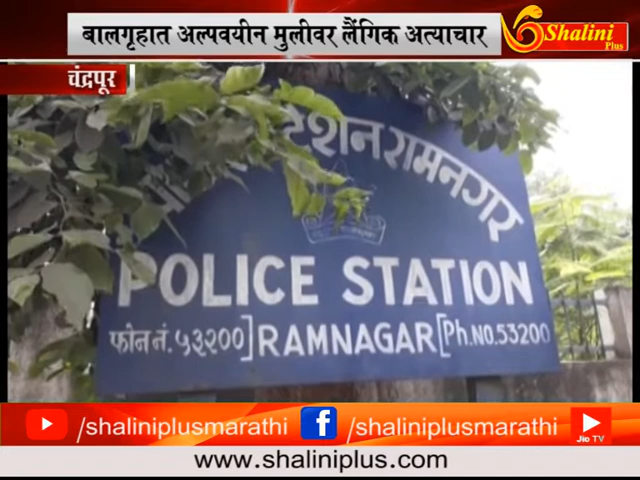 बालगृहात अल्पवयीन मुलीवर लैंगिक अत्याचार
Shalini
Plus
चंद्रपूर
रामनगर
POLICE STATION
फोन नं. ५३२००] RAMNAGAR [Ph.NO.53200
/shaliniplusmarathi /shaliniplusmarathi
Jio TV
www.shaliniplus.com